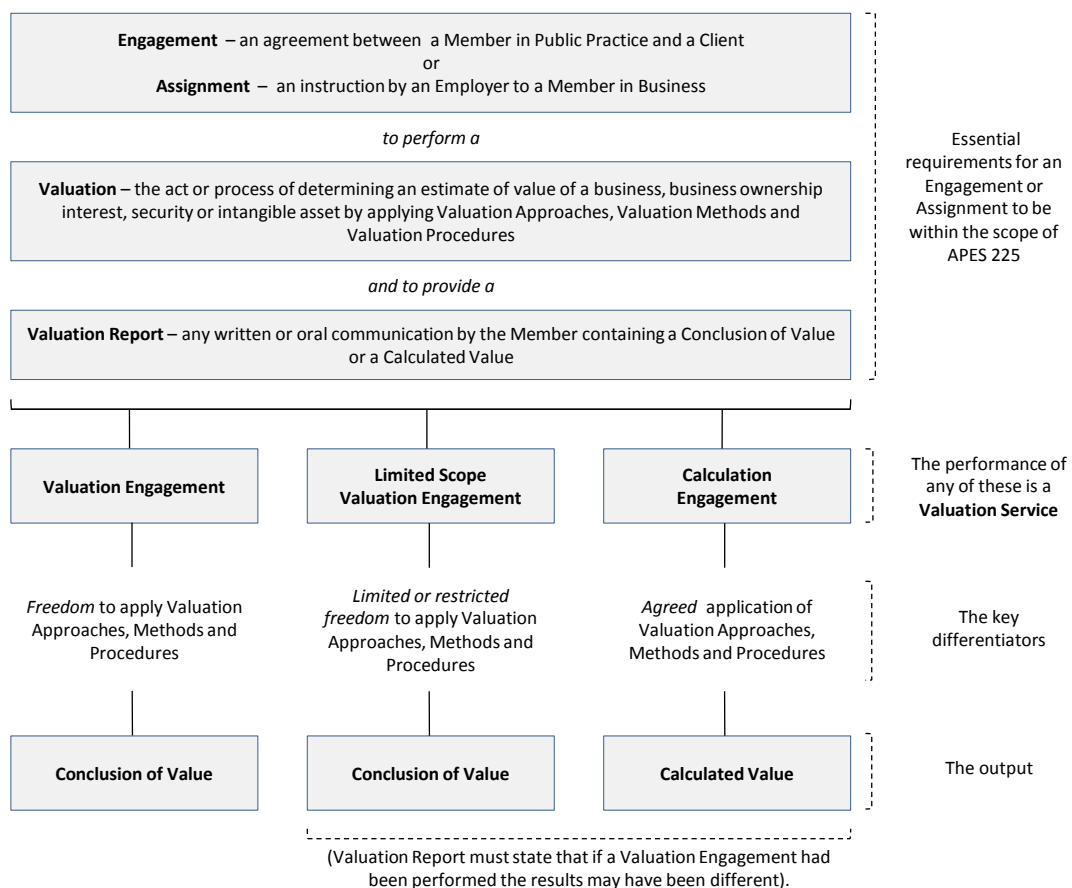 Engagement – an agreement between a Member in Public Practice and a Client
or
Assignment – an instruction by an Employer to a Member in Business
to perform a
Valuation – the act or process of determining an estimate of value of a business, business ownership
interest, security or intangible asset by applying Valuation Approaches, Valuation Methods and
Valuation Procedures
and to provide a
Valuation Report – any written or oral communication by the Member containing a Conclusion of Value
or a Calculated Value
Essential
requirements for an
Engagement or
Assignment to be
within the scope of
APES 225
Valuation Engagement
Limited Scope
Valuation Engagement
Calculation
Engagement
The performance of
any of these is a
Valuation Service
Freedom to apply Valuation
Approaches, Methods and
Procedures
Limited or restricted
freedom to apply Valuation
Approaches, Methods and
Procedures
Agreed application of
Valuation Approaches,
Methods and Procedures
The key
differentiators
Conclusion of Value
Conclusion of Value
Calculated Value
The output
(Valuation Report must state that if a Valuation Engagement had
been performed the results may have been different).